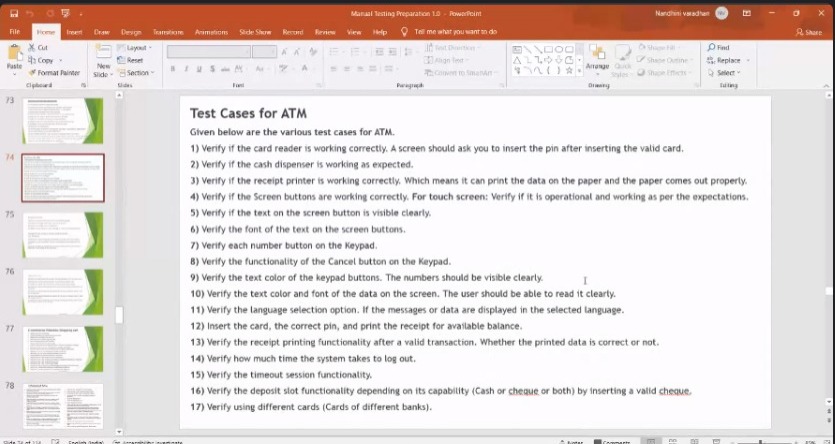 Manual Testing Preparation 1.0 - PowerPoint
Nandhini varadhan
File Home Insert Draw Design Transitions Animations Slide Show Record Review View Help Tell me what you want to do Share
Paste
Cut
Copy
Format Painter
Clipboard
New Slide
Layout
Reset
Section
Slides
Font
Text Direction
Align Text
Convert to SmartArt
Paragraph
Arrange
Quick Styles
Shape Fill
Shape Outline
Shape Effects
Drawing
Find
Replace
Select
Editing
73
74
75
76
77
78
Test Cases for ATM
Given below are the various test cases for ATM.
1) Verify if the card reader is working correctly. A screen should ask you to insert the pin after inserting the valid card.
2) Verify if the cash dispenser is working as expected.
3) Verify if the receipt printer is working correctly. Which means it can print the data on the paper and the paper comes out properly.
4) Verify if the Screen buttons are working correctly. For touch screen: Verify if it is operational and working as per the expectations.
5) Verify if the text on the screen button is visible clearly.
6) Verify the font of the text on the screen buttons.
7) Verify each number button on the Keypad.
8) Verify the functionality of the Cancel button on the Keypad.
9) Verify the text color of the keypad buttons. The numbers should be visible clearly.
10) Verify the text color and font of the data on the screen. The user should be able to read it clearly.
11) Verify the language selection option. If the messages or data are displayed in the selected language.
12) Insert the card, the correct pin, and print the receipt for available balance.
13) Verify the receipt printing functionality after a valid transaction. Whether the printed data is correct or not.
14) Verify how much time the system takes to log out.
15) Verify the timeout session functionality.
16) Verify the deposit slot functionality depending on its capability (Cash or cheque or both) by inserting a valid cheque.
17) Verify using different cards (Cards of different banks).
English (India)
Notes
Comments